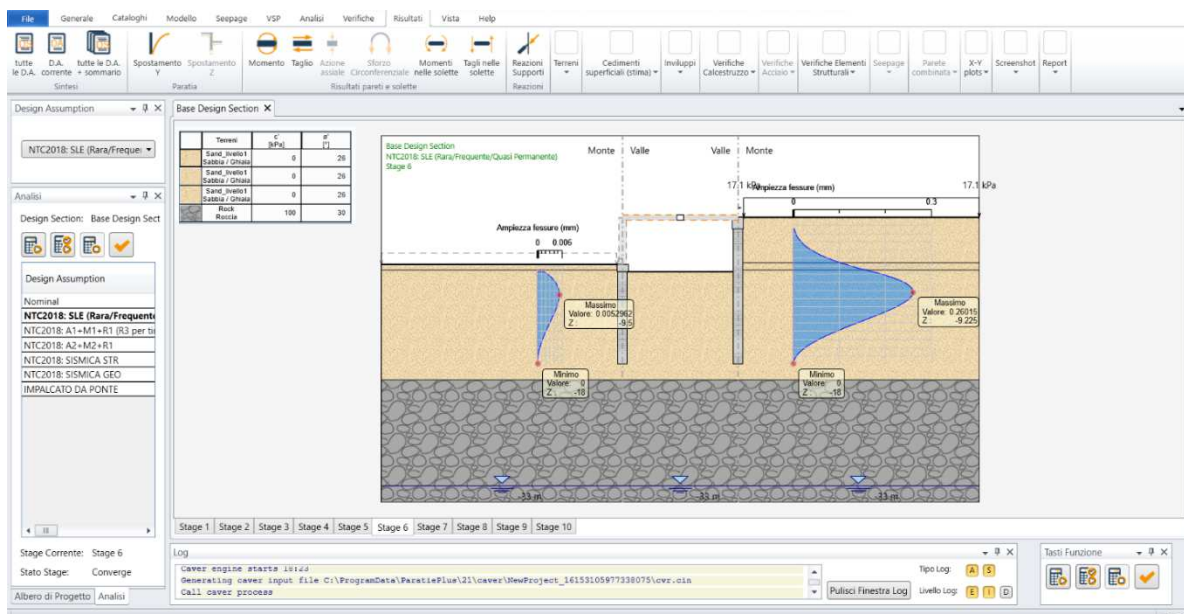 File Generale Cataloghi Modello Seepage VSP Analisi Verifiche Risultati Vista Help
tutte le D.A.
D.A. corrente
tutte le D.A. + sommario
Spostamento Y
Spostamento Z
Momento
Taglio
Azione assiale
Sforzo Circonferenziale
Momenti nelle solette
Tagli nelle solette
Reazioni Supporti
Terreni
Cedimenti superficiali (stima)
Inviluppi
Verifiche Calcestruzzo
Verifiche Acciaio
Verifiche Elementi Strutturali
Seepage
Parete combinata
X-Y plots
Screenshot
Report
Sintesi
Paratia
Risultati pareti e solette
Reazioni
Design Assumption
NTC2018: SLE (Rara/Freque
Analisi
Design Section: Base Design Sect
Design Assumption
Nominal
NTC2018: SLE (Rara/Frequent
NTC2018: A1+M1+R1 (R3 per ti
NTC2018: A2+M2+R1
NTC2018: SISMICA STR
NTC2018: SISMICA GEO
IMPALCATO DA PONTE
Stage Corrente: Stage 6
Stato Stage: Converge
Albero di Progetto Analisi
Base Design Section X
Terreni c' [kPa] ø' [°]
Sand_livello1 Sabbia / Ghiaia 0 26
Sand_livello1 Sabbia / Ghiaia 0 26
Sand_livello1 Sabbia / Ghiaia 0 26
Rock Roccia 100 30
Base Design Section
NTC2018: SLE (Rara/Frequente/Quasi Permanente)
Stage 6
Monte Valle Valle Monte
17.1 kPa 17.1 kPa
Ampiezza fessure (mm)
0 0.3
Ampiezza fessure (mm)
0 0.006
Massimo
Valore: 0.0052962
Z : -9.5
Massimo
Valore: 0.26015
Z : -9.225
Minimo
Valore: 0
Z : -18
Minimo
Valore: 0
Z : -18
-33 m -33 m -33 m
Stage 1 Stage 2 Stage 3 Stage 4 Stage 5 Stage 6 Stage 7 Stage 8 Stage 9 Stage 10
Log
Caver engine starts 18:23
Generating caver input file C:\ProgramData\ParatiePlus\21\caver\NewProject_16153105977338075\cvr.cin
Call caver process
Pulisci Finestra Log
Tipo Log: A S
Livello Log: E I D
Tasti Funzione